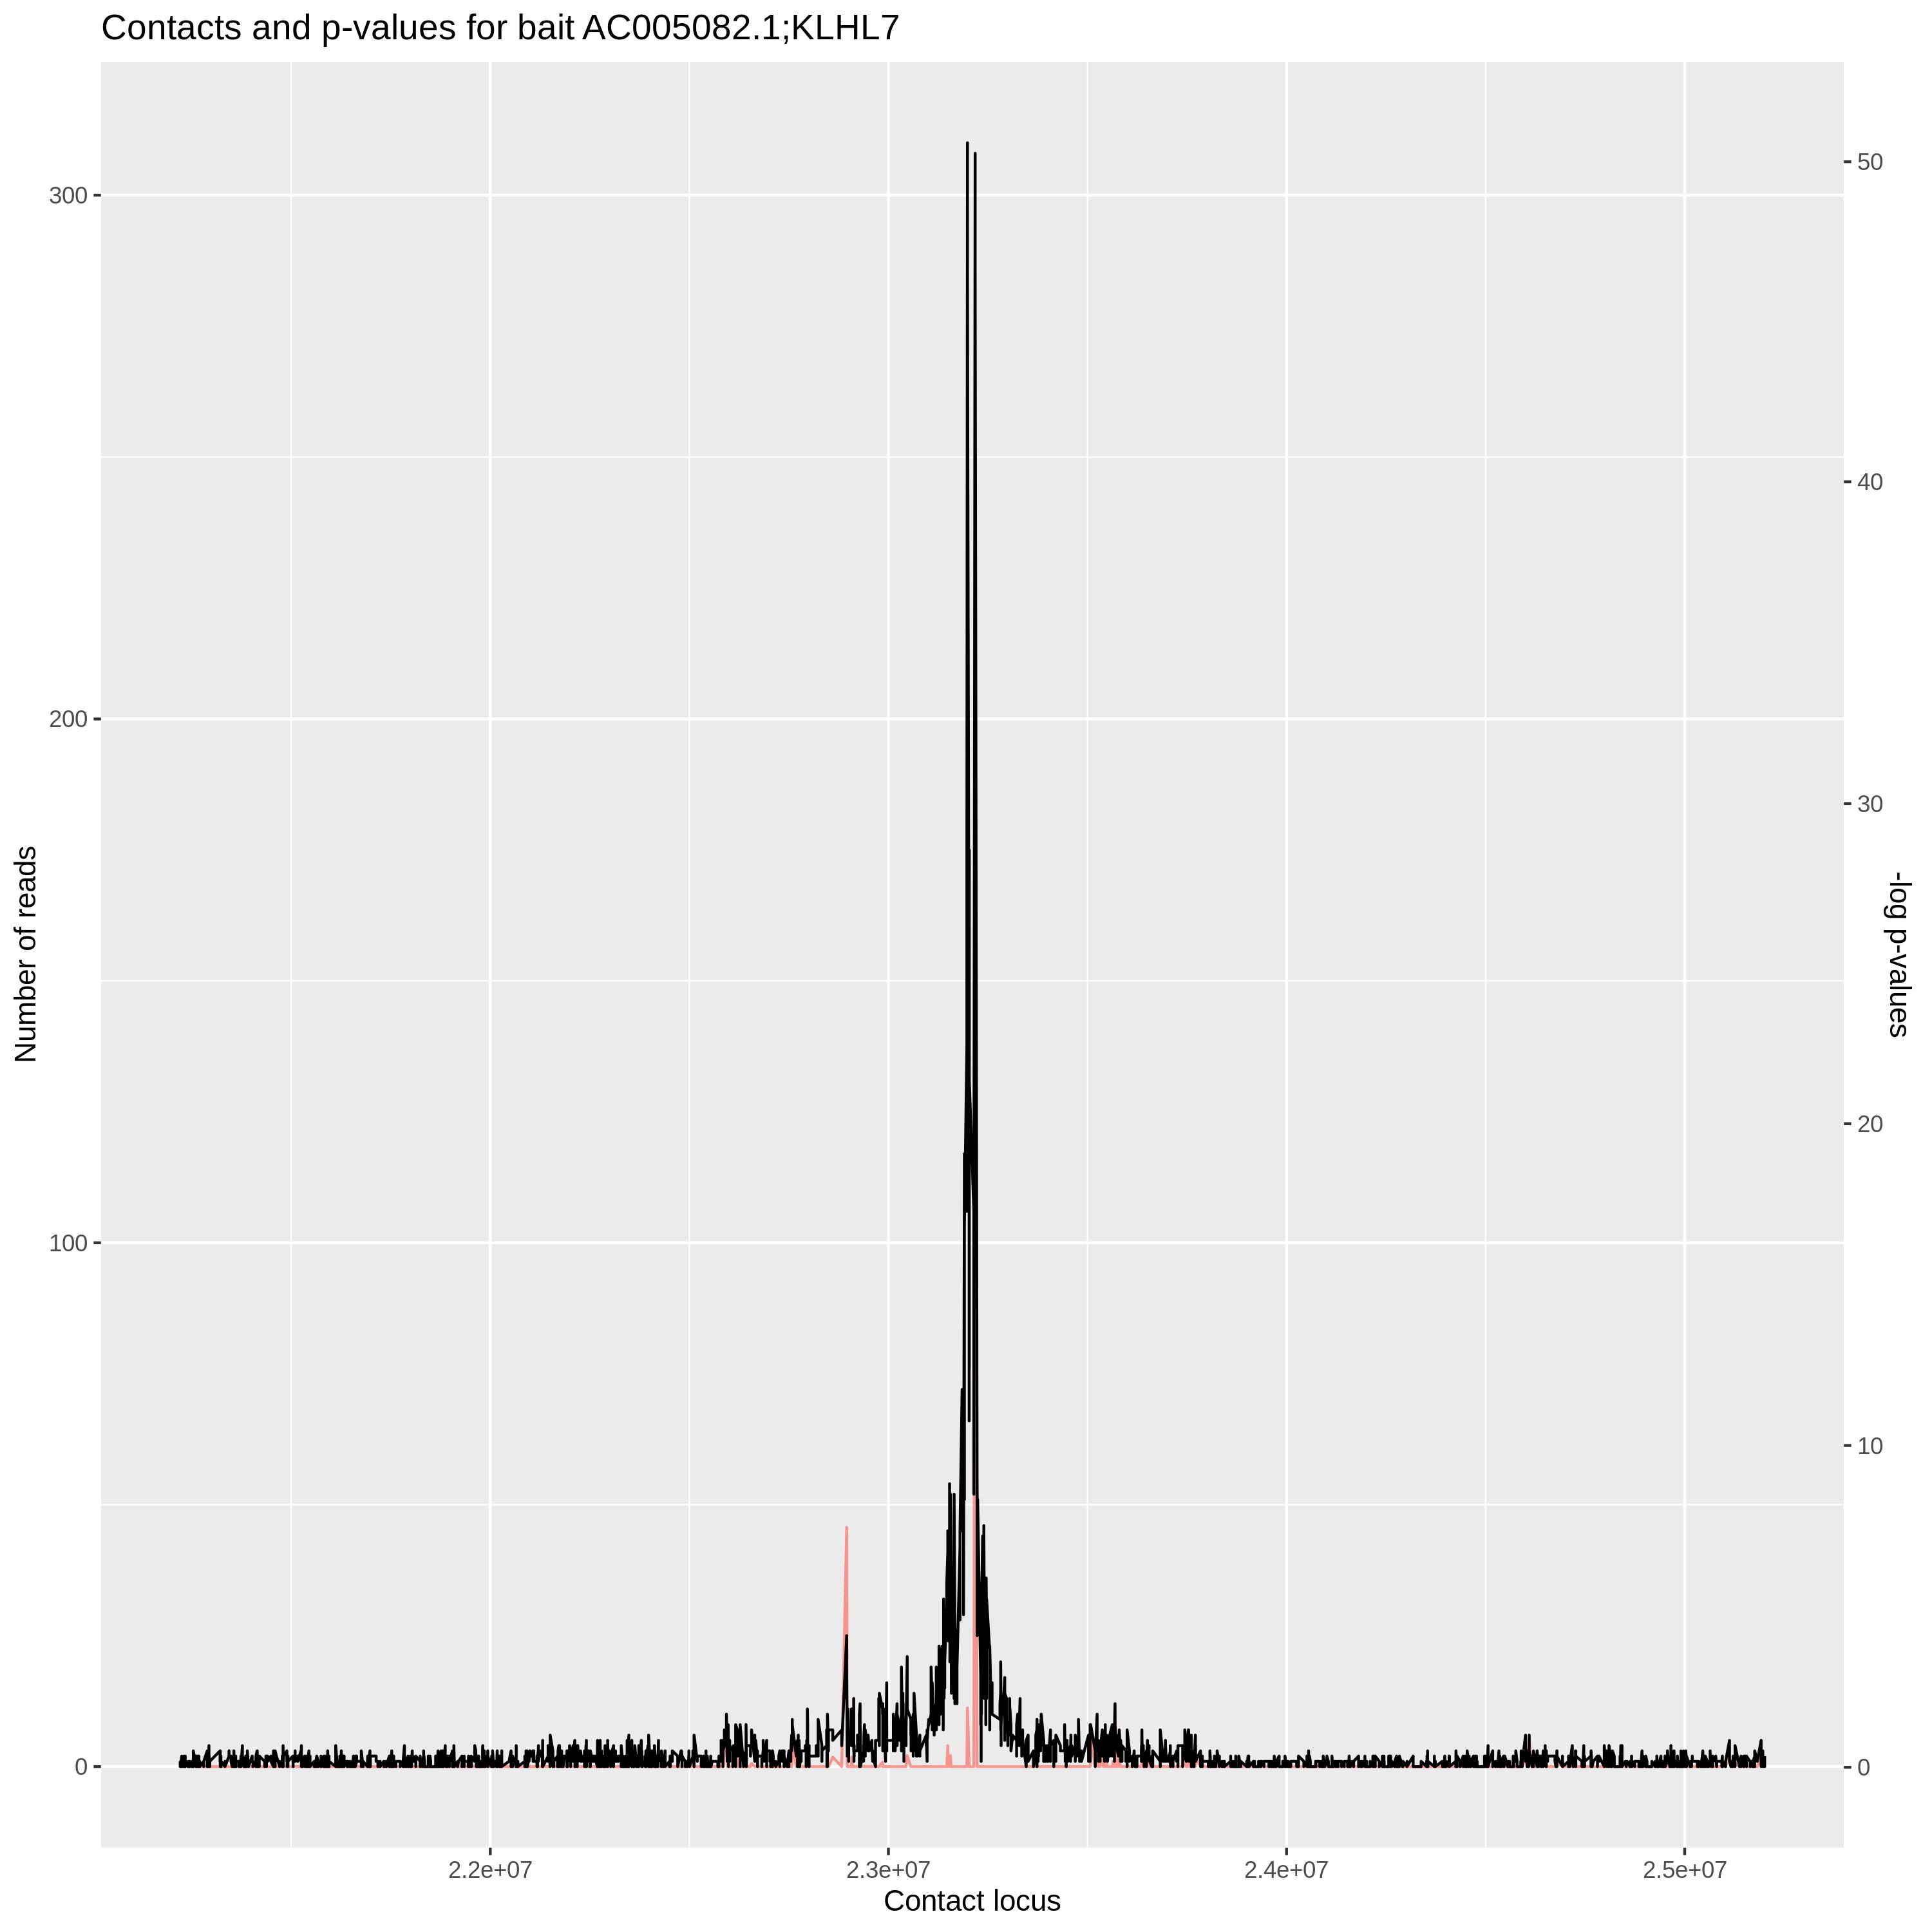 Contacts and p-values for bait AC005082.1;KLHL7
300
200
100
0
Number of reads
50
40
30
20
10
0
-log p-values
2.2e+07
2.3e+07
2.4e+07
2.5e+07
Contact locus